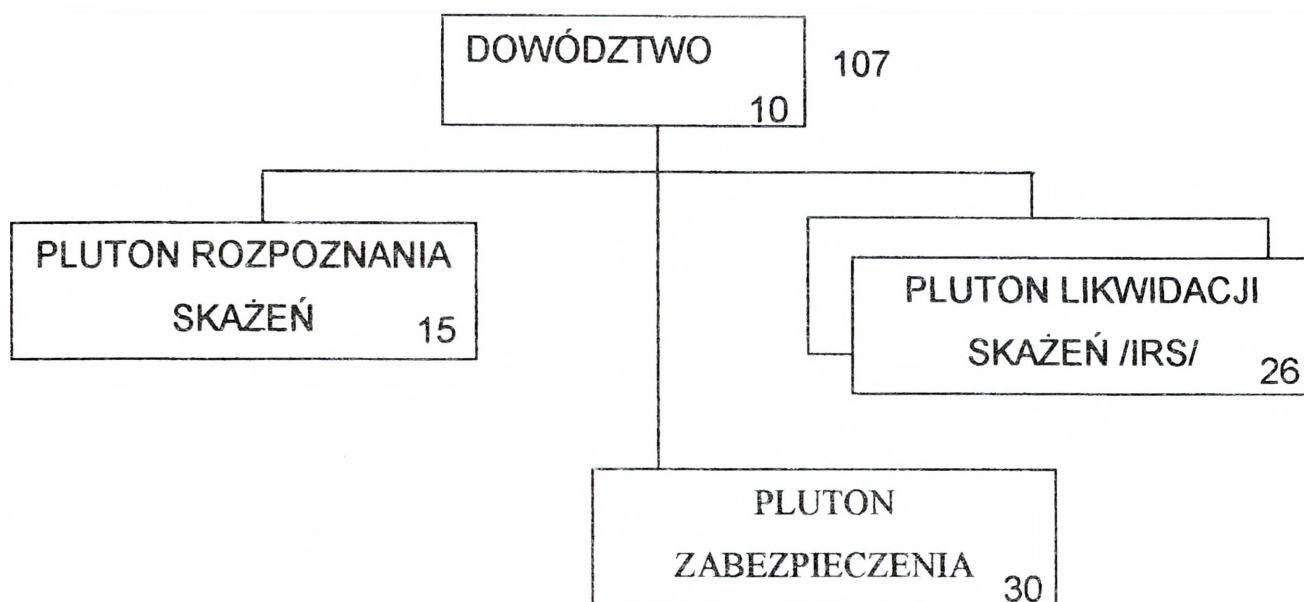 DOWÓDZTWO
10
107
PLUTON ROZPOZNANIA
SKAŻEŃ 15
PLUTON LIKWIDACJI
SKAŻEŃ /IRS/ 26
PLUTON
ZABEZPIECZENIA 30